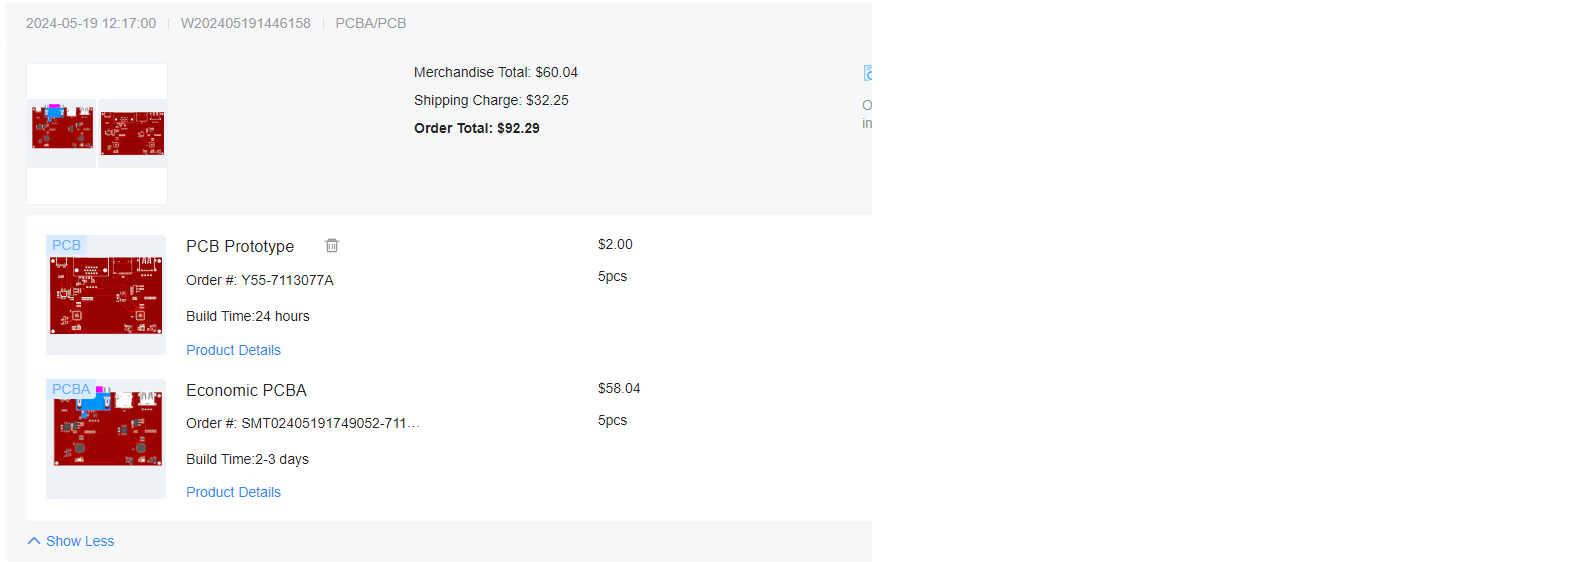 2024-05-19 12:17:00 | W202405191446158 | PCBA/PCB
Merchandise Total: $60.04
Shipping Charge: $32.25
Order Total: $92.29
O
in
PCB
PCB Prototype
$2.00
Order #: Y55-7113077A
5pcs
Build Time:24 hours
Product Details
PCBA
Economic PCBA
$58.04
Order #: SMT02405191749052-711...
5pcs
Build Time:2-3 days
Product Details
Show Less